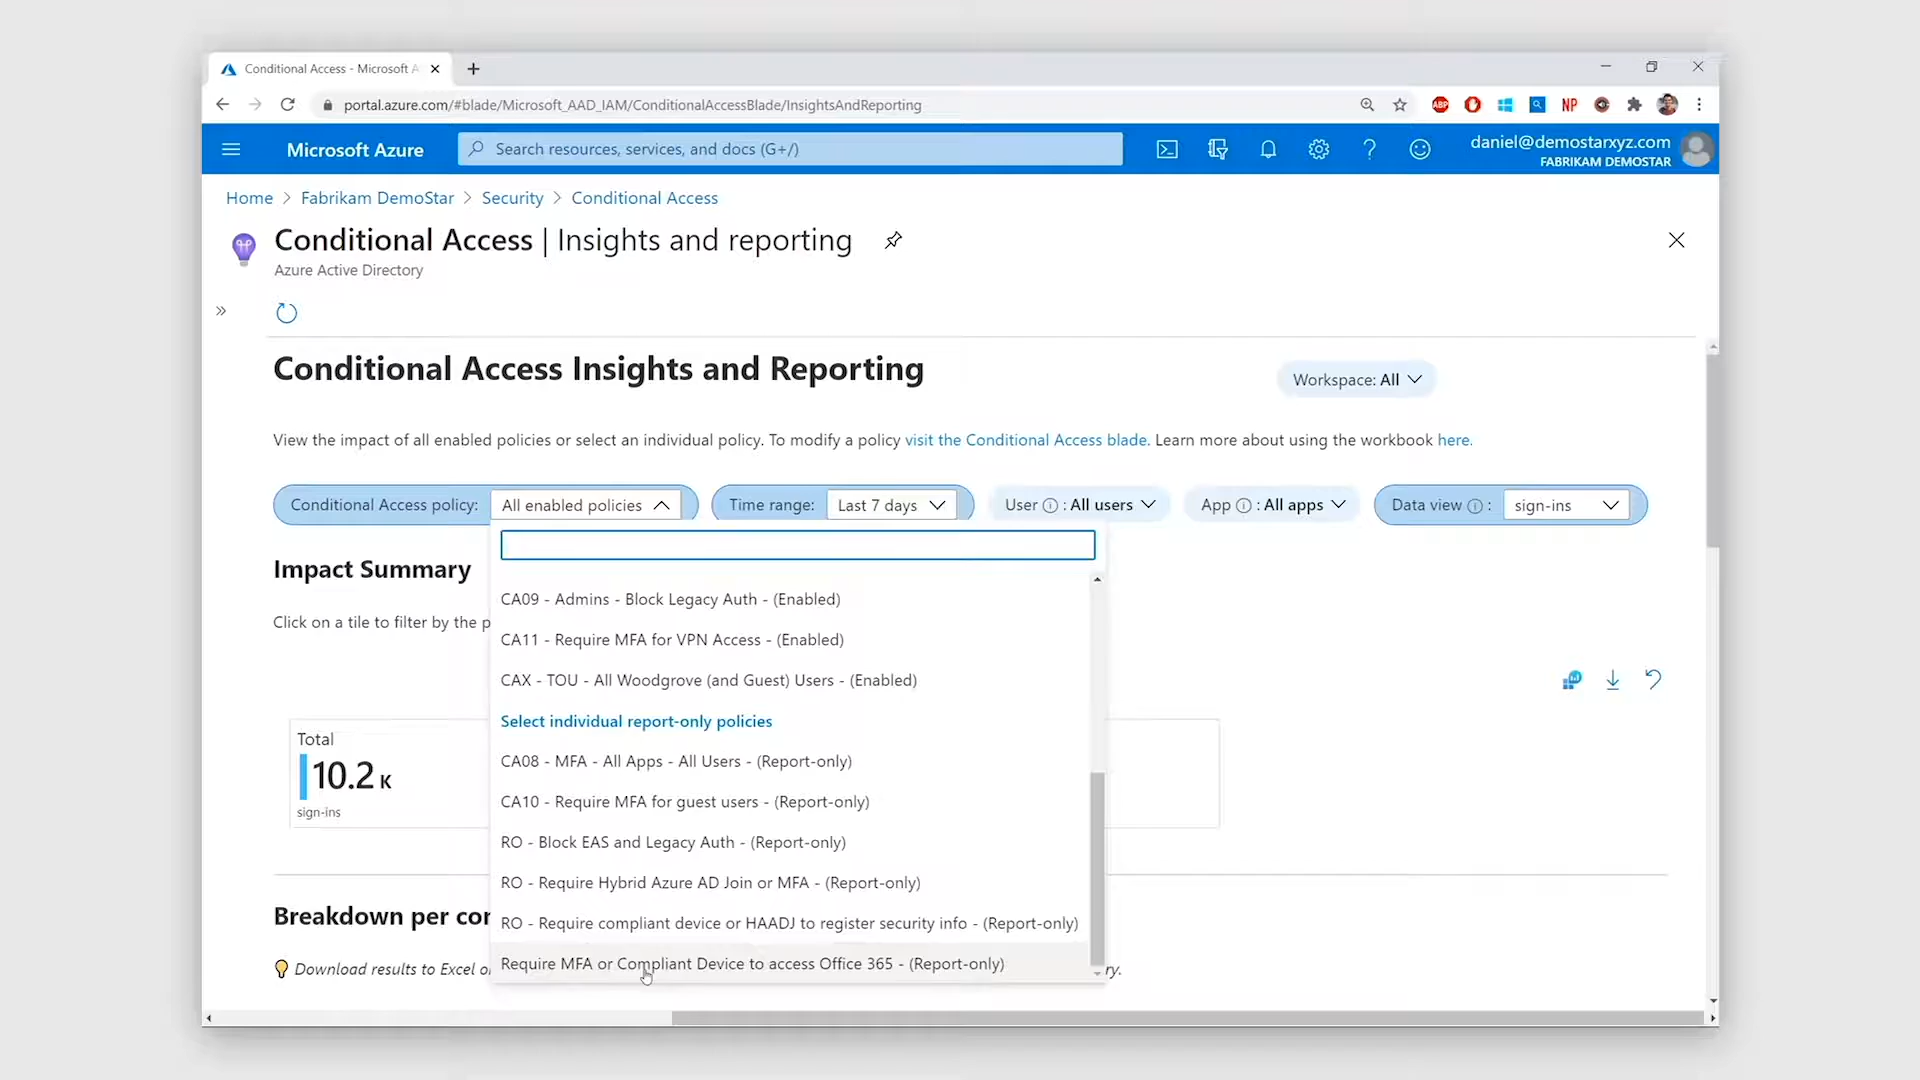 Conditional Access - Microsoft A
portal.azure.com/#blade/Microsoft_AAD_IAM/ConditionalAccessBlade/InsightsAndReporting
ABP
NP
Microsoft Azure
Search resources, services, and docs (G+/)
daniel@demostarxyz.com
FABRIKAM DEMOSTAR
Home > Fabrikam DemoStar > Security > Conditional Access
Conditional Access | Insights and reporting
Azure Active Directory
Conditional Access Insights and Reporting
Workspace: All
View the impact of all enabled policies or select an individual policy. To modify a policy visit the Conditional Access blade. Learn more about using the workbook here.
Conditional Access policy: All enabled policies
Time range: Last 7 days
User : All users
App : All apps
Data view : sign-ins
Impact Summary
Click on a tile to filter by the p
CA09 - Admins - Block Legacy Auth - (Enabled)
CA11 - Require MFA for VPN Access - (Enabled)
CAX - TOU - All Woodgrove (and Guest) Users - (Enabled)
Select individual report-only policies
CA08 - MFA - All Apps - All Users - (Report-only)
CA10 - Require MFA for guest users - (Report-only)
RO - Block EAS and Legacy Auth - (Report-only)
RO - Require Hybrid Azure AD Join or MFA - (Report-only)
RO - Require compliant device or HAADJ to register security info - (Report-only)
Require MFA or Compliant Device to access Office 365 - (Report-only)
Total
10.2 K
sign-ins
Breakdown per cor
Download results to Excel o
ry.